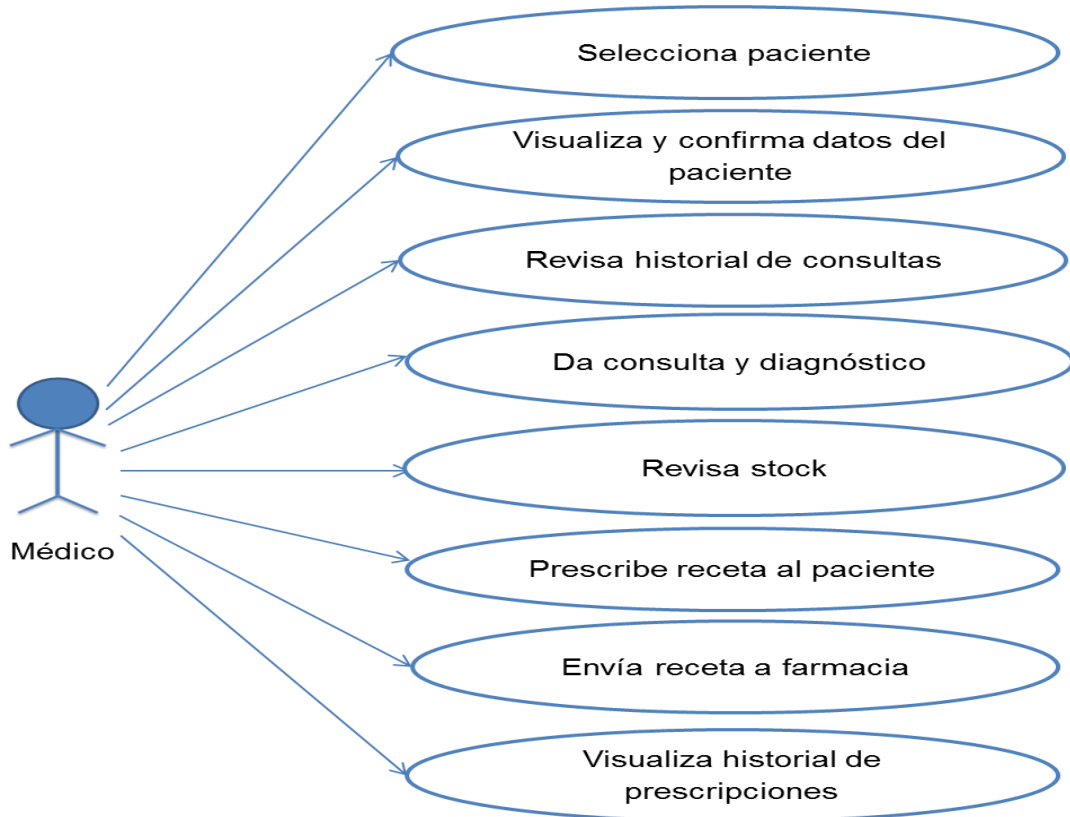 Selecciona paciente
Visualiza y confirma datos del
paciente
Revisa historial de consultas
Da consulta y diagnóstico
Revisa stock
Médico
Prescribe receta al paciente
Envía receta a farmacia
Visualiza historial de
prescripciones